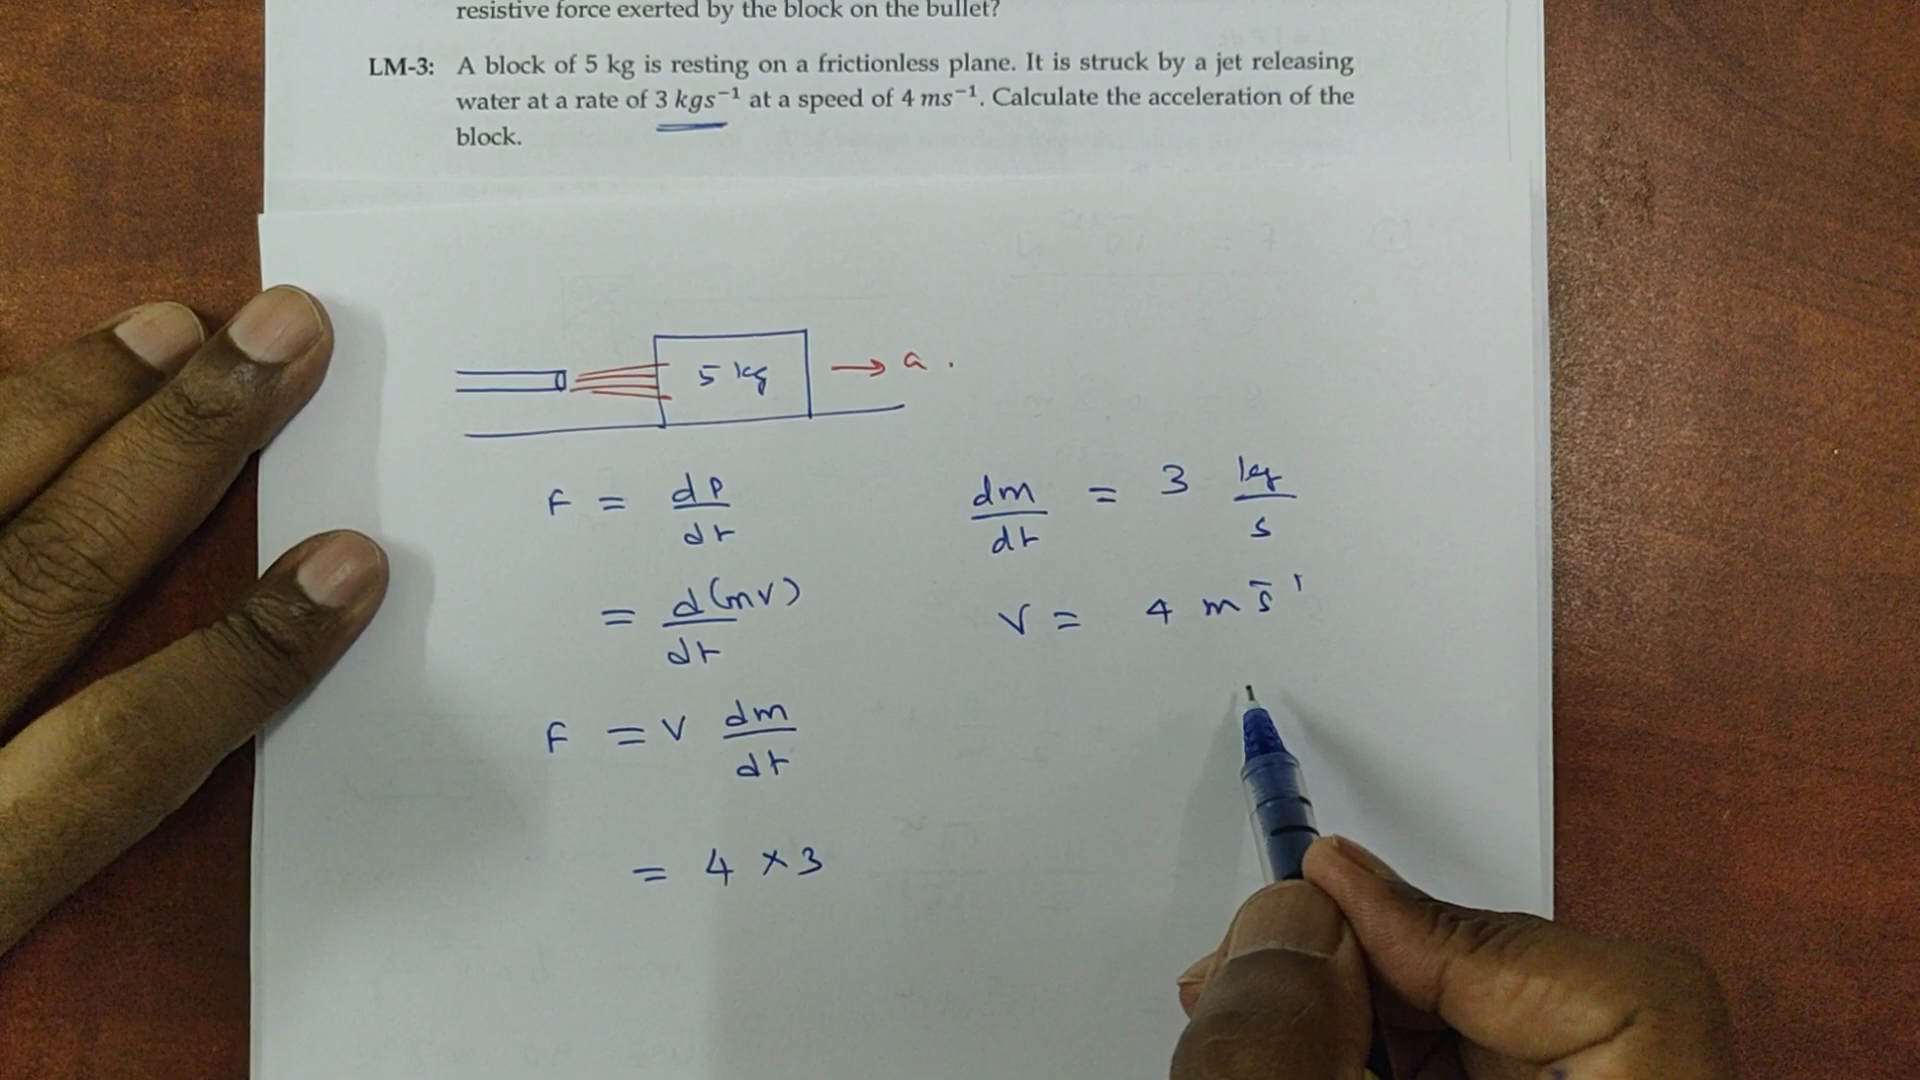 resistive force exerted by the block on the bullet?
LM-3: A block of 5 kg is resting on a frictionless plane. It is struck by a jet releasing
water at a rate of 3 kgs⁻¹ at a speed of 4 ms⁻¹. Calculate the acceleration of the
block.
5 kg → a .
F = dp/dt
= d(mv)/dt
F = v dm/dt
= 4 × 3
dm/dt = 3 kg/s
v = 4 m s⁻¹